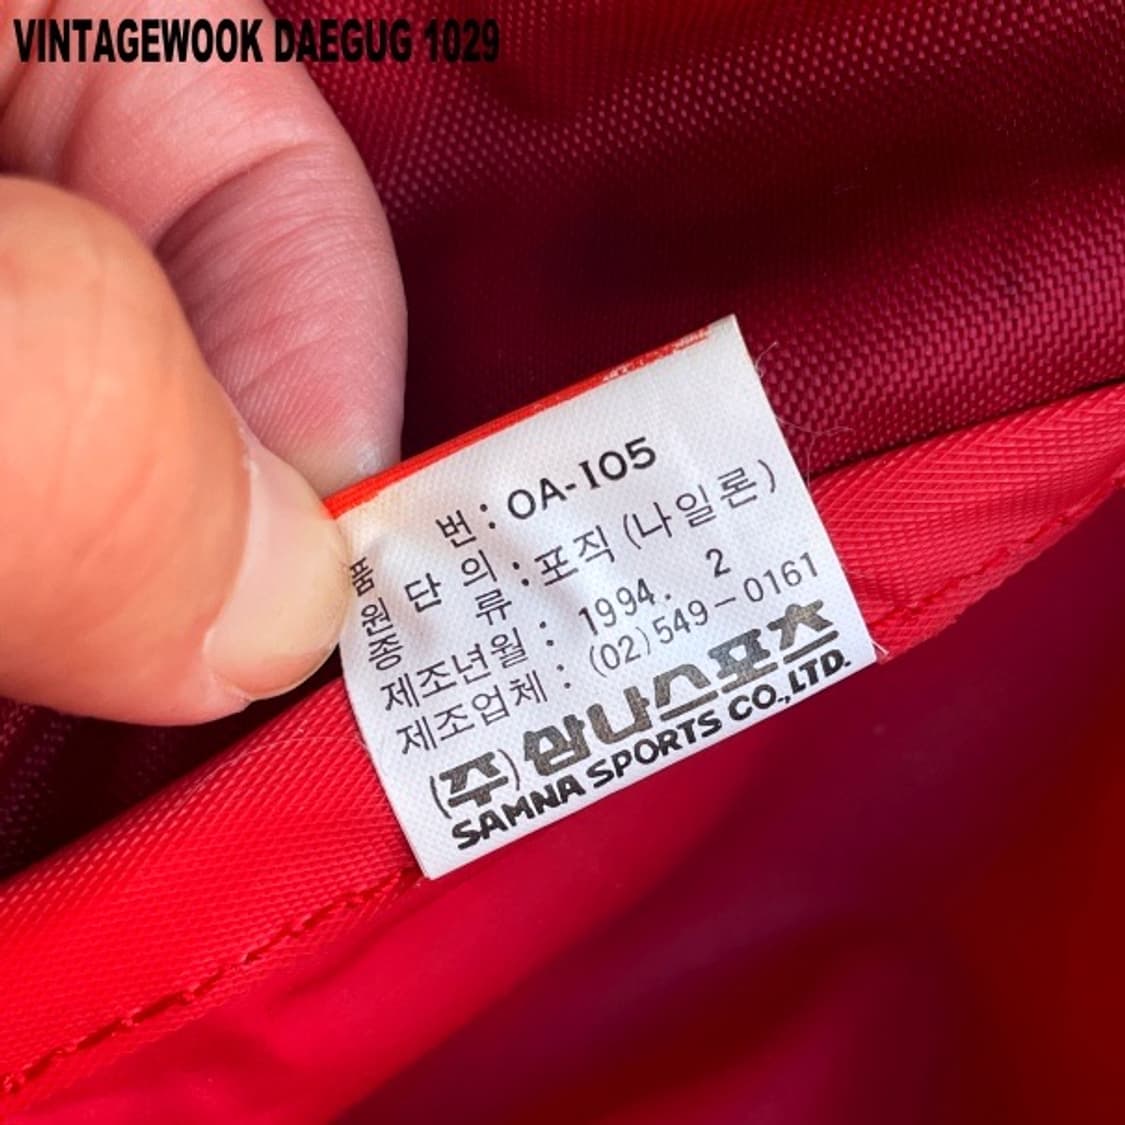 VINTAGEWOOK DAEGUG 1029
품 번 : OA-105
원 단 의
종 류 : 포직 (나일론)
제조년월 : 1994. 2
제조업체 : (02)549-0161
(주)삼나스포츠
SAMNA SPORTS CO.,LTD.